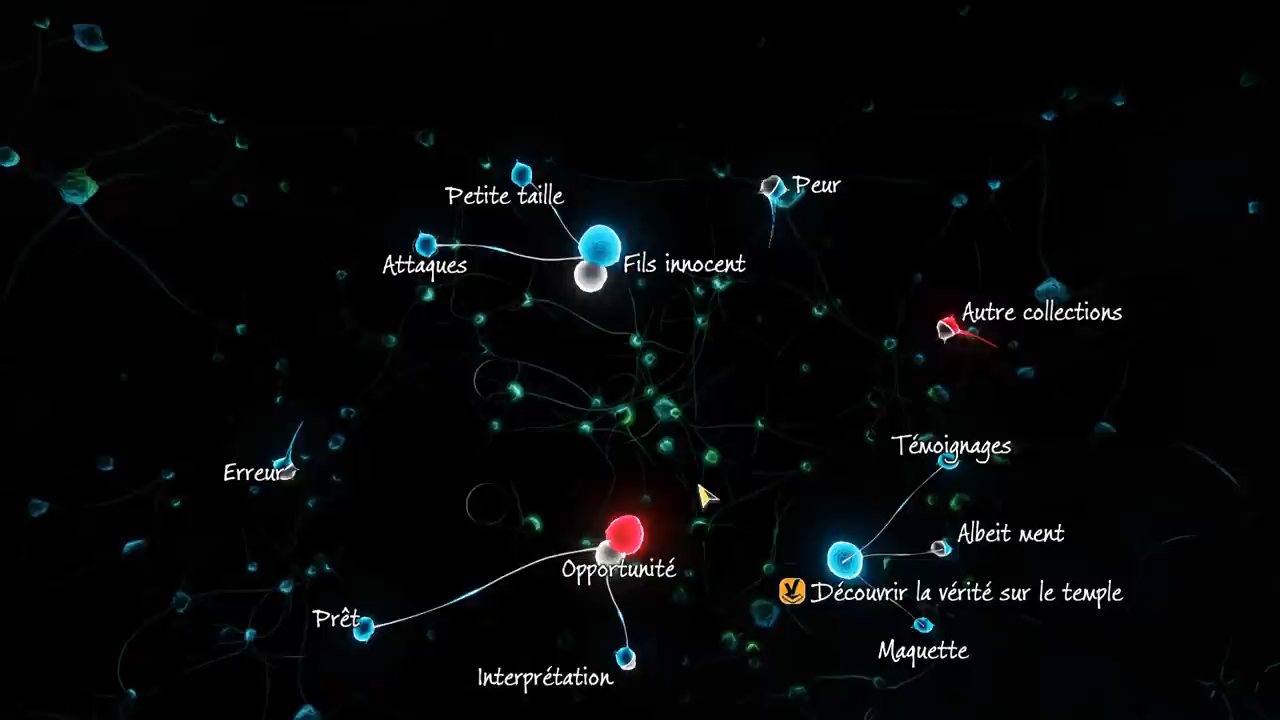 Petite taille
Peur
Attaques
Fils innocent
Autre collections
Témoignages
Erreur
Albeit ment
Opportunité
Découvrir la vérité sur le temple
Prêt
Maquette
Interprétation